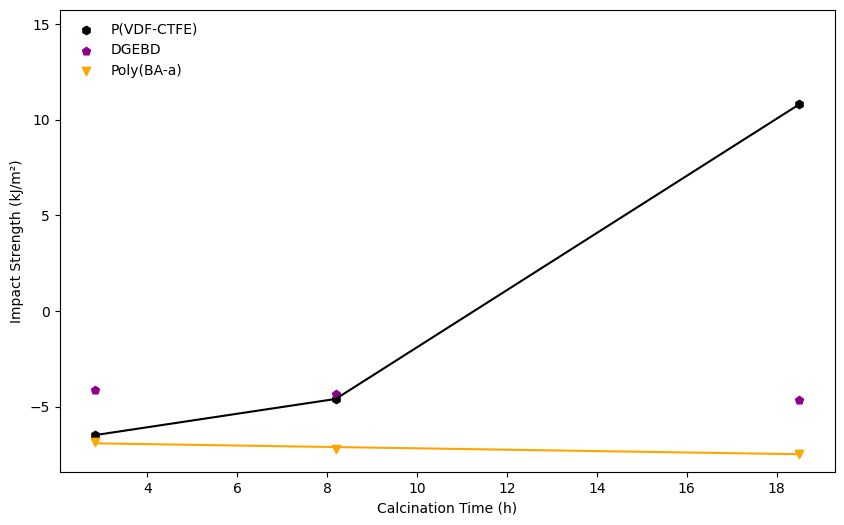 P(VDF-CTFE)
DGEBD
Poly(BA-a)
Impact Strength (kJ/m²)
15
10
5
0
−5
4 6 8 10 12 14 16 18
Calcination Time (h)